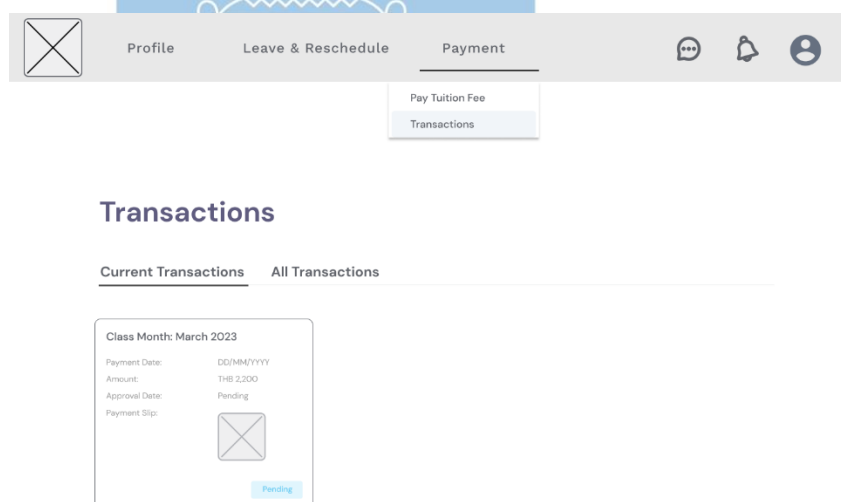 Profile Leave & Reschedule Payment
Pay Tuition Fee
Transactions
Transactions
Current Transactions All Transactions
Class Month: March 2023
Payment Date: DD/MM/YYYY
Amount: THB 2,200
Approval Date: Pending
Payment Slip:
Pending